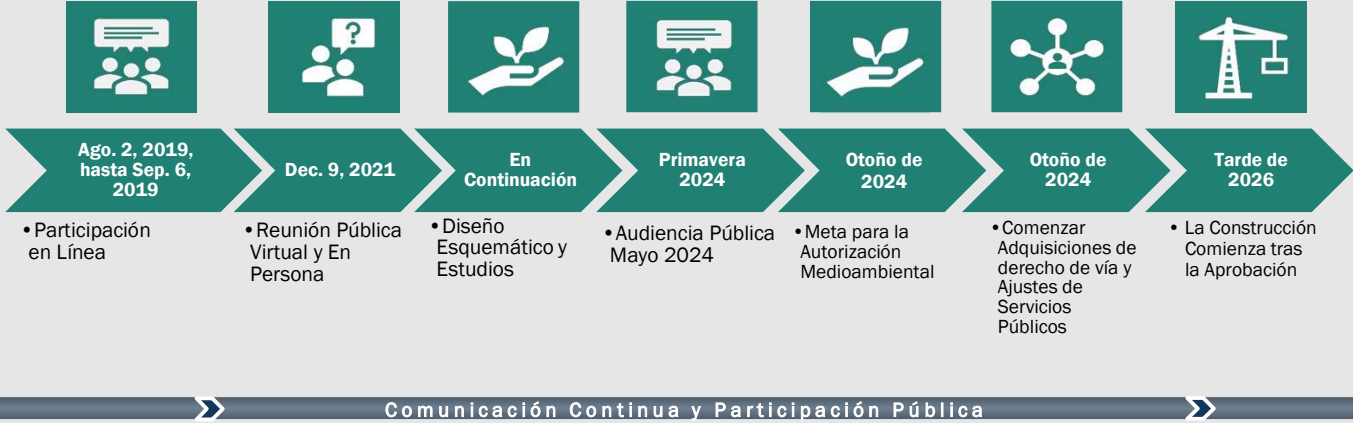 ?
Ago. 2, 2019,
hasta Sep. 6,
2019
Dec. 9, 2021
En
Continuación
Primavera
2024
Otoño de
2024
Otoño de
2024
Tarde de
2026
•Participación
en Línea
•Reunión Pública
Virtual y En
Persona
•Diseño
Esquemático y
Estudios
•Audiencia Pública
Mayo 2024
•Meta para la
Autorización
Medioambiental
•Comenzar
Adquisiciones de
derecho de vía y
Ajustes de
Servicios
Públicos
• La Construcción
Comienza tras
la Aprobación
Comunicación Continua y Participación Pública